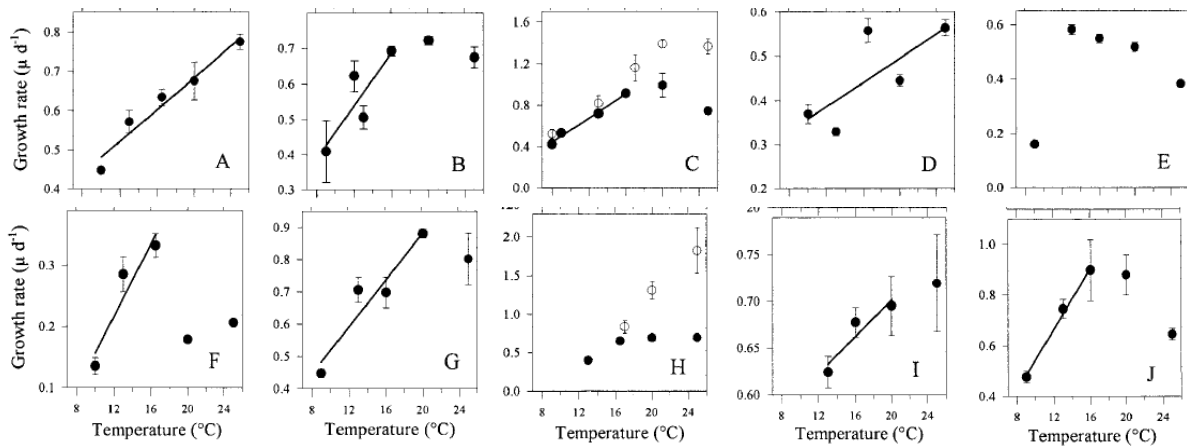 0.8 0.7 0.6 0.5 0.4
0.7 0.6 0.5 0.4 0.3
1.6 1.2 0.8 0.4 0.0
0.6 0.5 0.4 0.3 0.2
0.6 0.4 0.2 0.0
Growth rate (μ d⁻¹)
A B C D E
0.3 0.2 0.1
0.9 0.8 0.7 0.6 0.5 0.4
2.0 1.5 1.0 0.5 0.0
0.75 0.70 0.65 0.60
1.0 0.8 0.6 0.4
Growth rate (μ d⁻¹)
F G H I J
8 12 16 20 24 8 12 16 20 24 8 12 16 20 24 8 12 16 20 24 8 12 16 20 24
Temperature (°C) Temperature (°C) Temperature (°C) Temperature (°C) Temperature (°C)